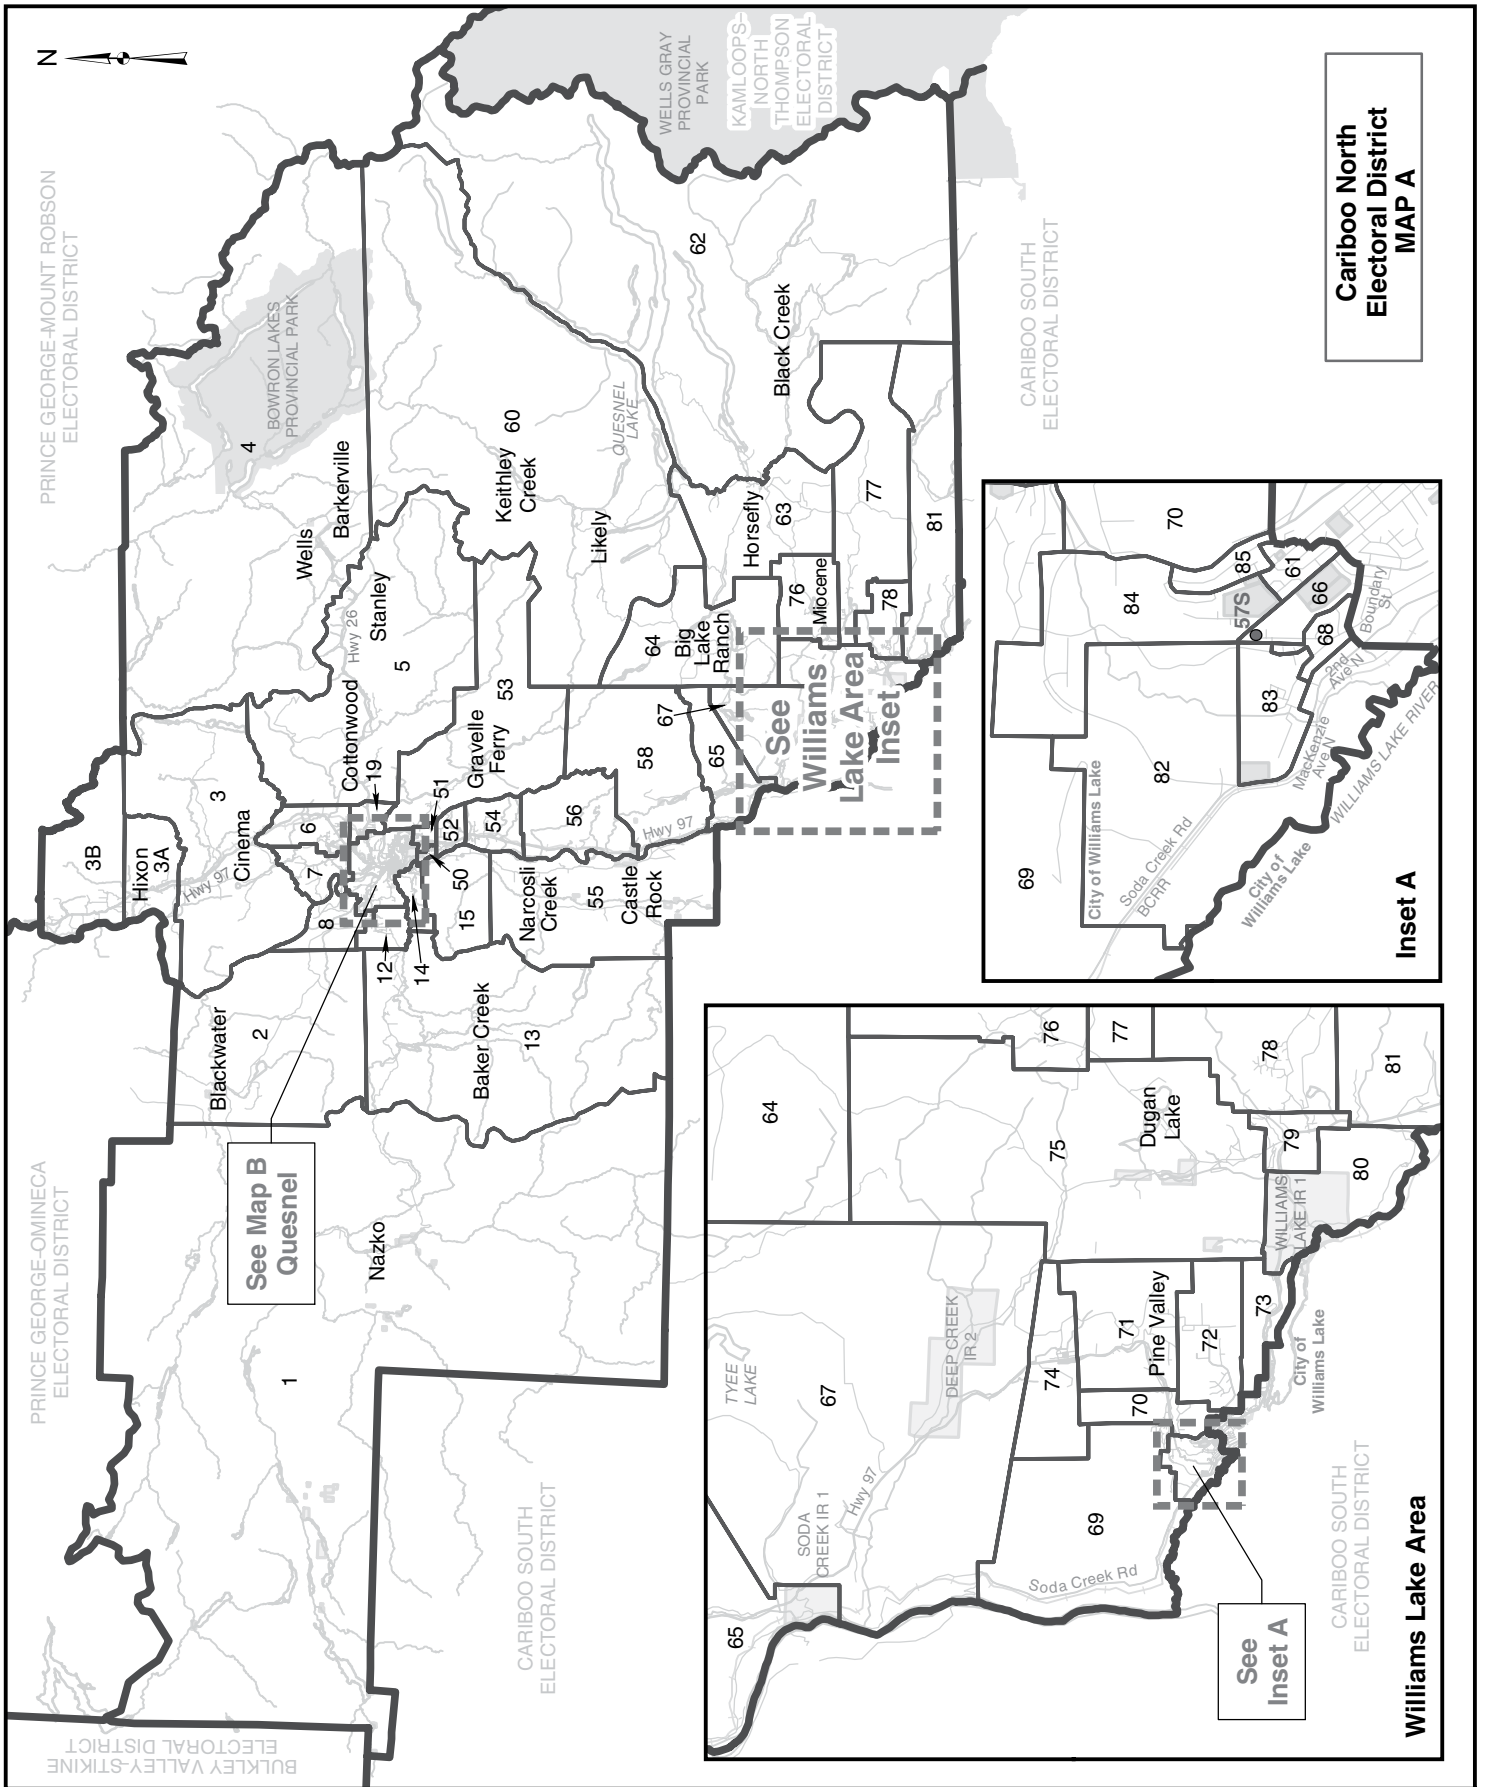 N
PRINCE GEORGE-MOUNT ROBSON
ELECTORAL DISTRICT
PRINCE GEORGE-OMINECA
ELECTORAL DISTRICT
BULKLEY VALLEY-STIKINE
ELECTORAL DISTRICT
CARIBOO SOUTH
ELECTORAL DISTRICT
CARIBOO SOUTH
ELECTORAL DISTRICT
WELLS GRAY
PROVINCIAL
PARK
KAMLOOPS-
NORTH
THOMPSON
ELECTORAL
DISTRICT
BOWRON LAKES
PROVINCIAL PARK
QUESNEL
LAKE
1
Nazko
See Map B
Quesnel
Blackwater
2
Baker Creek
13
3B
Hixon
3A
Hwy 97
Cinema
3
6
7
8
12
14
15
19
50
51
52
54
Cottonwood
Hwy 26
Stanley
5
Wells
Barkerville
4
Gravelle
Ferry
53
Narcosli
Creek
55
Castle
Rock
56
58
Hwy 97
65
67
Keithley
Creek
60
Likely
64
Big
Lake
Ranch
Horsefly
63
Black Creek
62
76
Miocene
77
78
81
See
Williams
Lake Area
Inset
Cariboo North
Electoral District
MAP A
Inset A
69
City of Williams Lake
82
Soda Creek Rd
BCRR
City of
Williams Lake
WILLIAMS LAKE RIVER
MacKenzie
Ave N
2nd
Ave N
Boundary
St
83
84
70
85
57S
61
66
68
Williams Lake Area
65
SODA
CREEK IR 1
Hwy 97
TYEE
LAKE
67
DEEP CREEK
IR 2
64
76
77
75
Dugan
Lake
78
81
79
80
WILLIAMS
LAKE IR 1
74
71
Pine Valley
72
73
70
69
Soda Creek Rd
City of
Williams Lake
See
Inset A
CARIBOO SOUTH
ELECTORAL DISTRICT